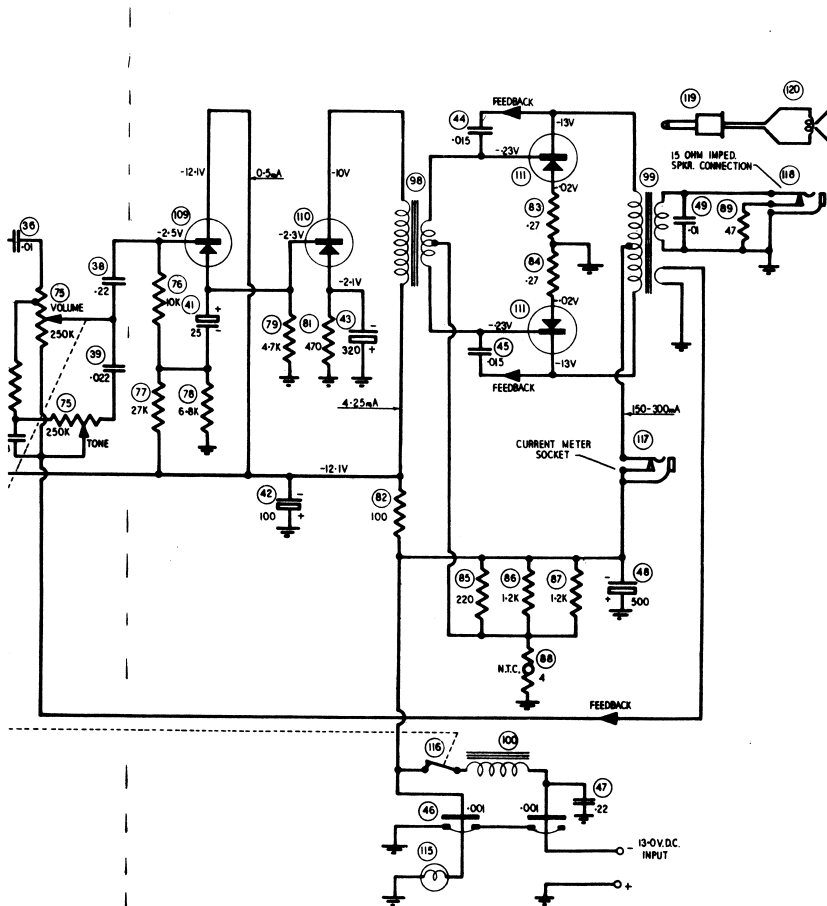 FEEDBACK
44
.015
-13V
119
120
15 OHM IMPED.
SPKR. CONNECTION
118
-12·1V
0·5mA
-10V
98
-·23V
111
-·02V
83
·27
99
49
·01
89
47
36
·01
109
-2·5V
110
-2·3V
38
·22
76
10K
41
+
-
25
-2·1V
84
·27
-·02V
75
VOLUME
250K
79
4·7K
81
470
43
-
+
320
-·23V
111
45
·015
-13V
FEEDBACK
39
·022
75
250K
TONE
77
27K
78
6·8K
4·25mA
150-300mA
117
CURRENT METER
SOCKET
-12·1V
42
100
-
+
82
100
85
220
86
1·2K
87
1·2K
48
-
+
500
N.T.C.
88
4
FEEDBACK
116
100
47
·22
46
·001
·001
115
- 13·0V.D.C.
INPUT
+